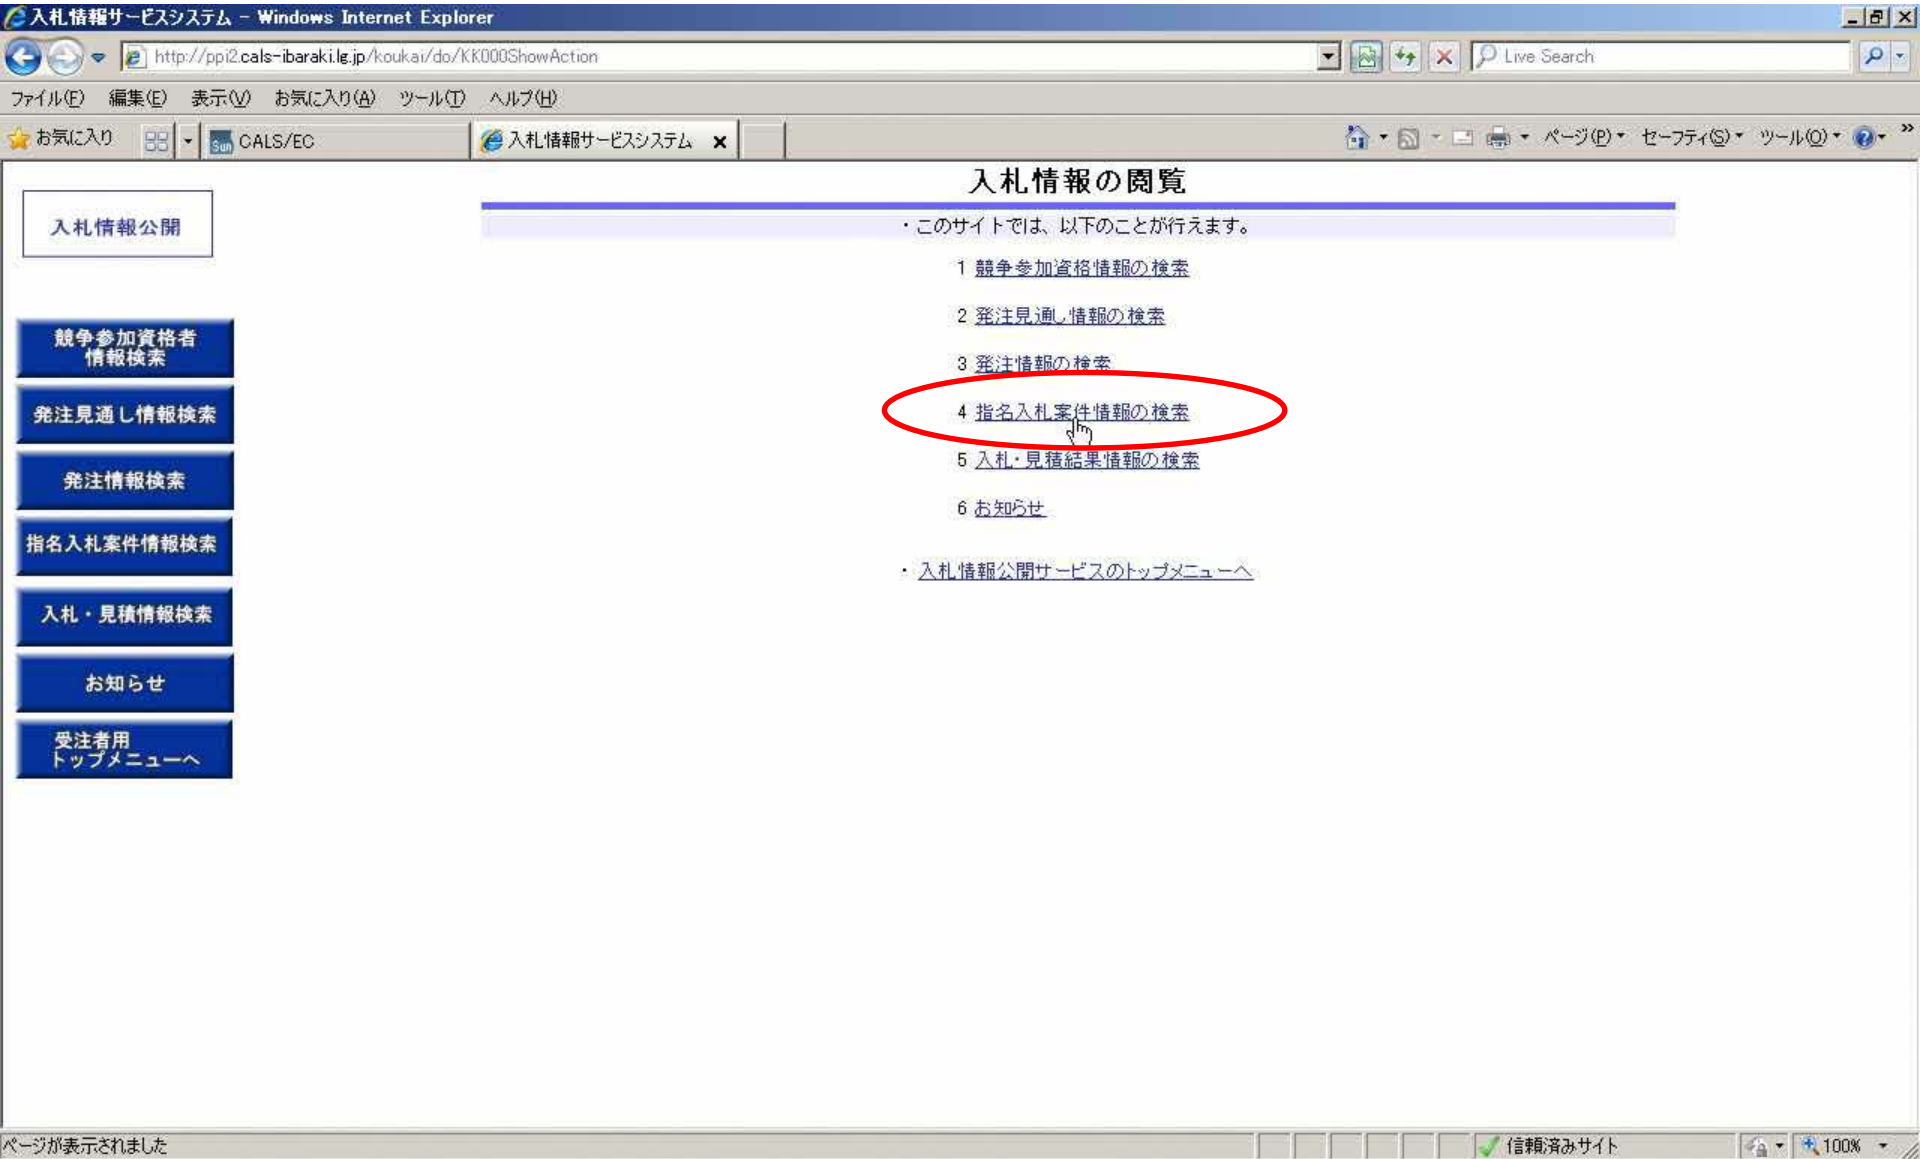 入札情報サービスシステム - Windows Internet Explorer
http://ppi2.cals-ibaraki.lg.jp/koukai/do/KK000ShowAction
Live Search
ファイル(F) 編集(E) 表示(V) お気に入り(A) ツール(T) ヘルプ(H)
お気に入り
CALS/EC
入札情報サービスシステム
ページ(P) セーフティ(S) ツール(O)
入札情報公開
競争参加資格者
情報検索
発注見通し情報検索
発注情報検索
指名入札案件情報検索
入札・見積情報検索
お知らせ
受注者用
トップメニューへ
入札情報の閲覧
・このサイトでは、以下のことが行えます。
1 競争参加資格情報の検索
2 発注見通し情報の検索
3 発注情報の検索
4 指名入札案件情報の検索
5 入札・見積結果情報の検索
6 お知らせ
・ 入札情報公開サービスのトップメニューへ
ページが表示されました
信頼済みサイト
100%